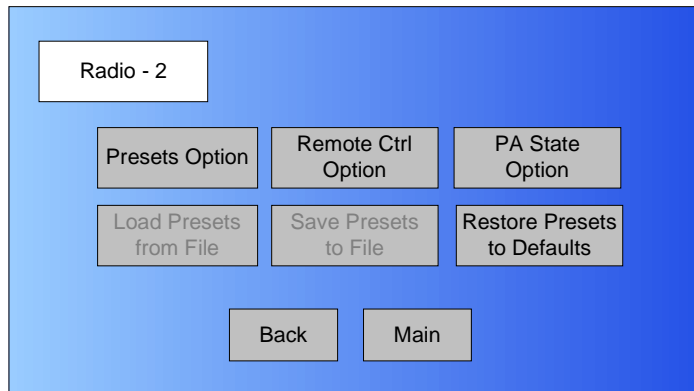 Radio - 2
Presets Option
Remote Ctrl
Option
PA State
Option
Load Presets
from File
Save Presets
to File
Restore Presets
to Defaults
Back
Main